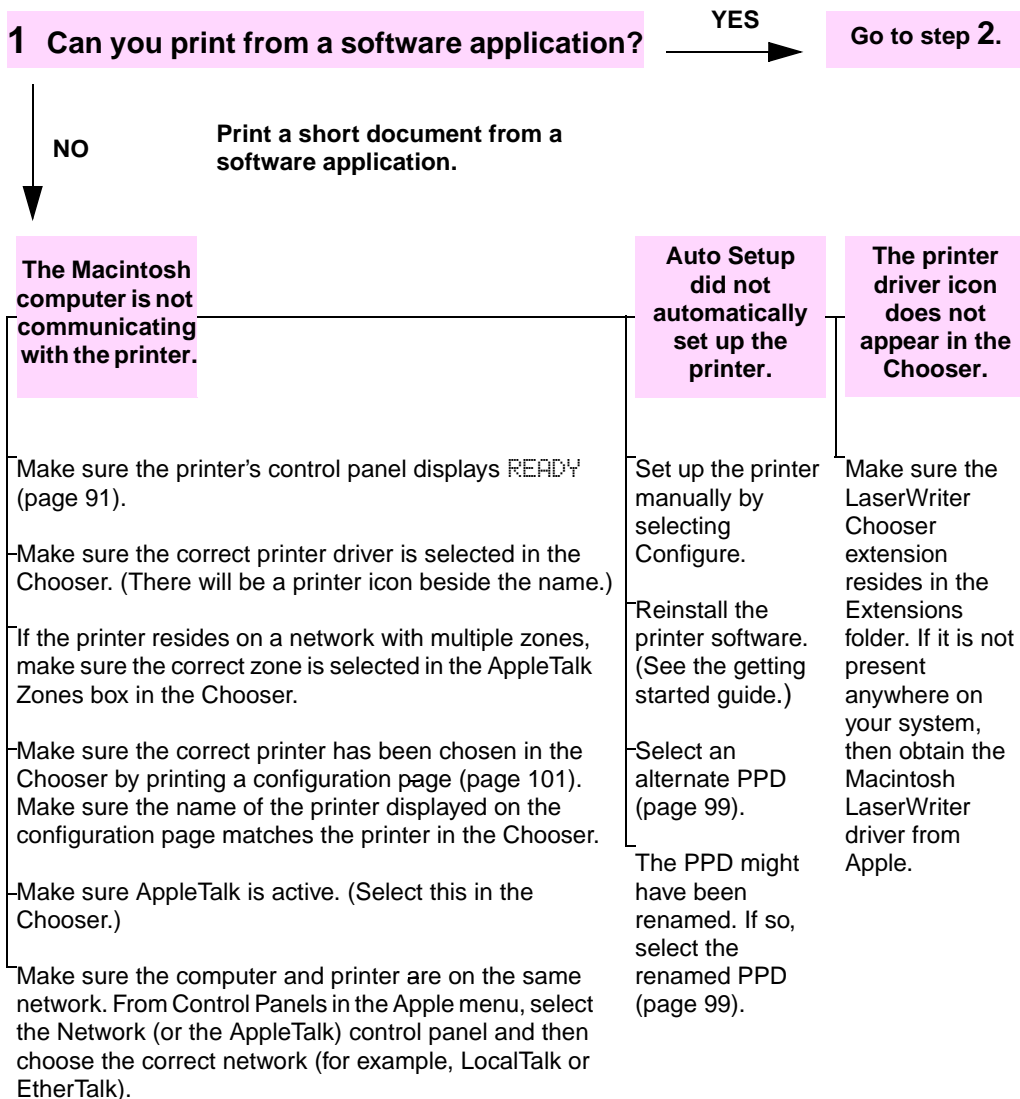 1 Can you print from a software application?
YES
Go to step 2.
NO
Print a short document from a
software application.
The Macintosh
computer is not
communicating
with the printer.
Make sure the printer's control panel displays READY
(page 91).
Make sure the correct printer driver is selected in the
Chooser. (There will be a printer icon beside the name.)
If the printer resides on a network with multiple zones,
make sure the correct zone is selected in the AppleTalk
Zones box in the Chooser.
Make sure the correct printer has been chosen in the
Chooser by printing a configuration page (page 101).
Make sure the name of the printer displayed on the
configuration page matches the printer in the Chooser.
Make sure AppleTalk is active. (Select this in the
Chooser.)
Make sure the computer and printer are on the same
network. From Control Panels in the Apple menu, select
the Network (or the AppleTalk) control panel and then
choose the correct network (for example, LocalTalk or
EtherTalk).
Auto Setup
did not
automatically
set up the
printer.
Set up the printer
manually by
selecting
Configure.
Reinstall the
printer software.
(See the getting
started guide.)
Select an
alternate PPD
(page 99).
The PPD might
have been
renamed. If so,
select the
renamed PPD
(page 99).
The printer
driver icon
does not
appear in the
Chooser.
Make sure the
LaserWriter
Chooser
extension
resides in the
Extensions
folder. If it is not
present
anywhere on
your system,
then obtain the
Macintosh
LaserWriter
driver from
Apple.